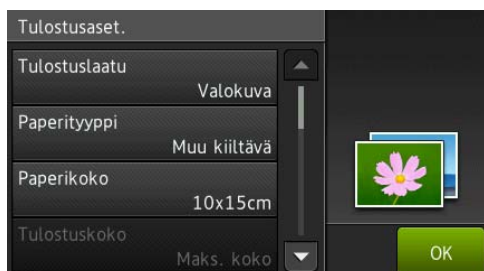 Tulostusaset.
Tulostuslaatu
Valokuva
Paperityyppi
Muu kiiltävä
Paperikoko
10x15cm
Tulostuskoko
Maks. koko
OK